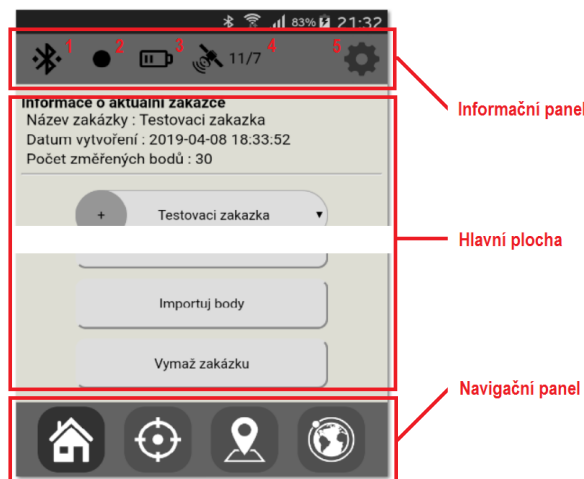 83% 21:32
1 2 3 11/7 4 5
Informační panel
Informace o aktuální zakázce
Název zakázky : Testovaci zakazka
Datum vytvoření : 2019-04-08 18:33:52
Počet změřených bodů : 30
+ Testovaci zakazka
Hlavní plocha
Importuj body
Vymaž zakázku
Navigační panel